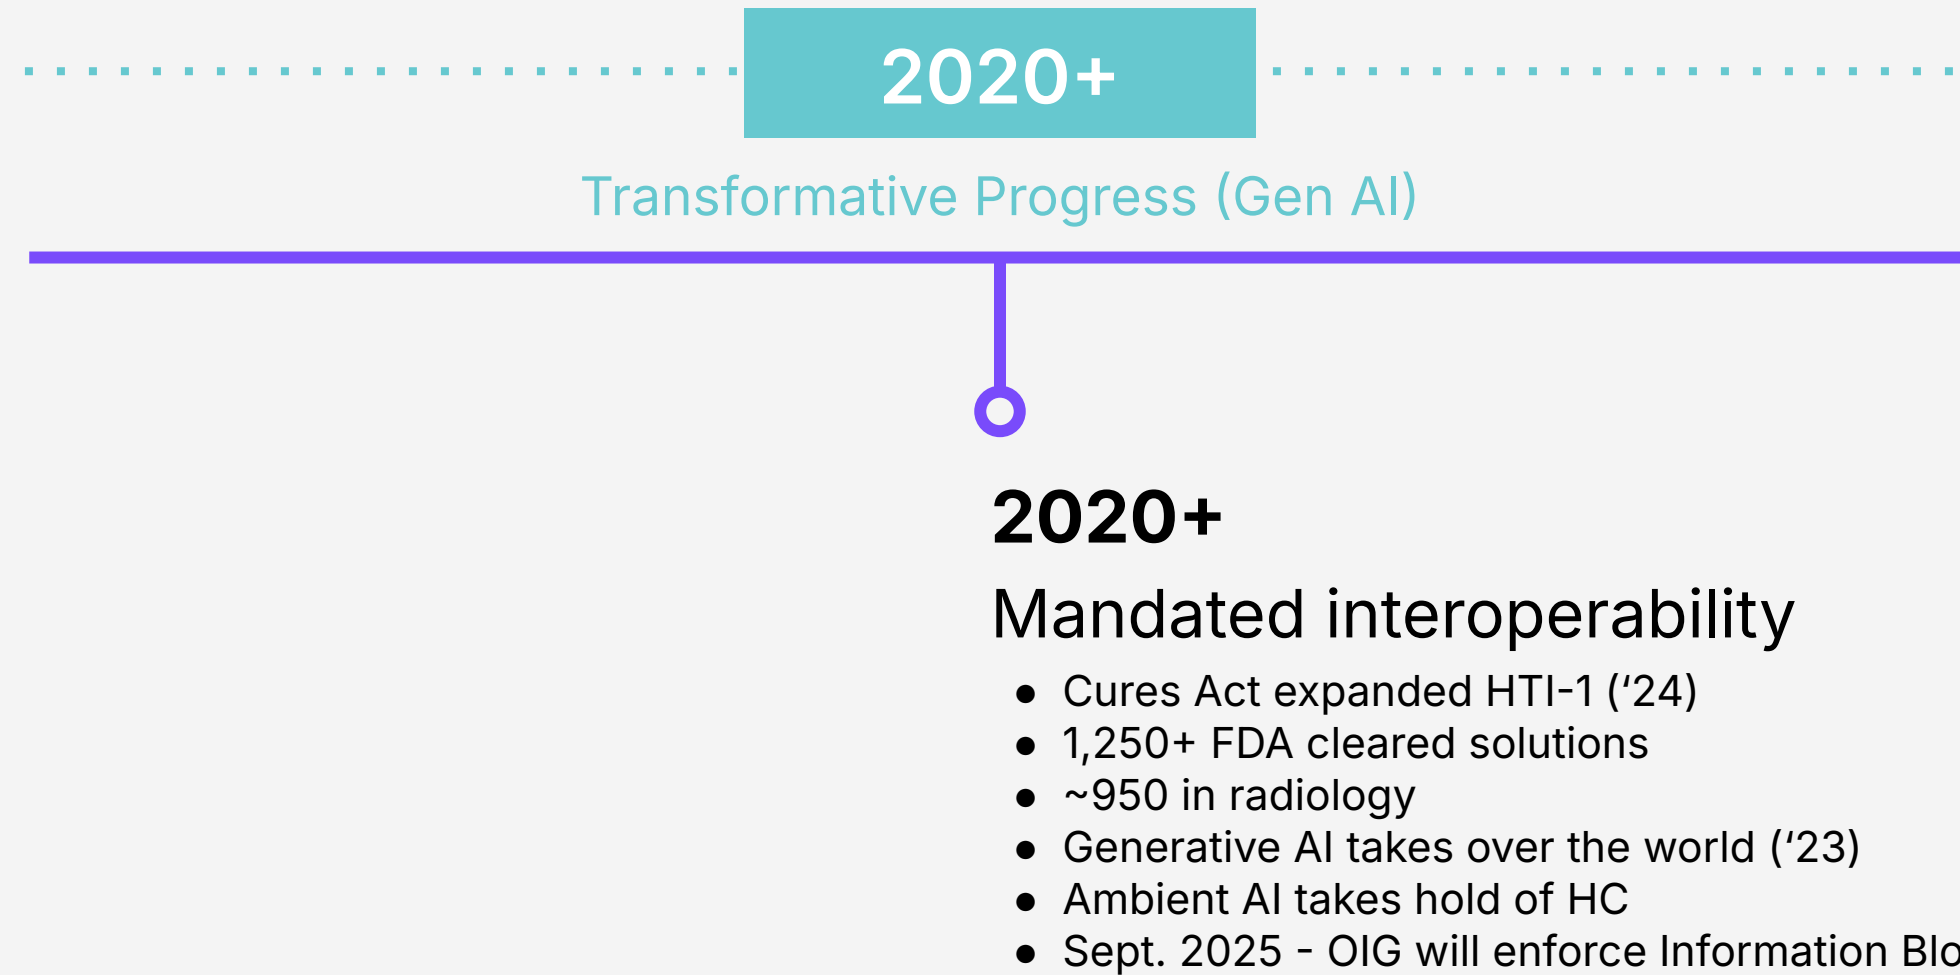 2020+
Transformative Progress (Gen AI)
2020+
Mandated interoperability
● Cures Act expanded HTI-1 (‘24)
● 1,250+ FDA cleared solutions
● ~950 in radiology
● Generative AI takes over the world (‘23)
● Ambient AI takes hold of HC
● Sept. 2025 - OIG will enforce Information